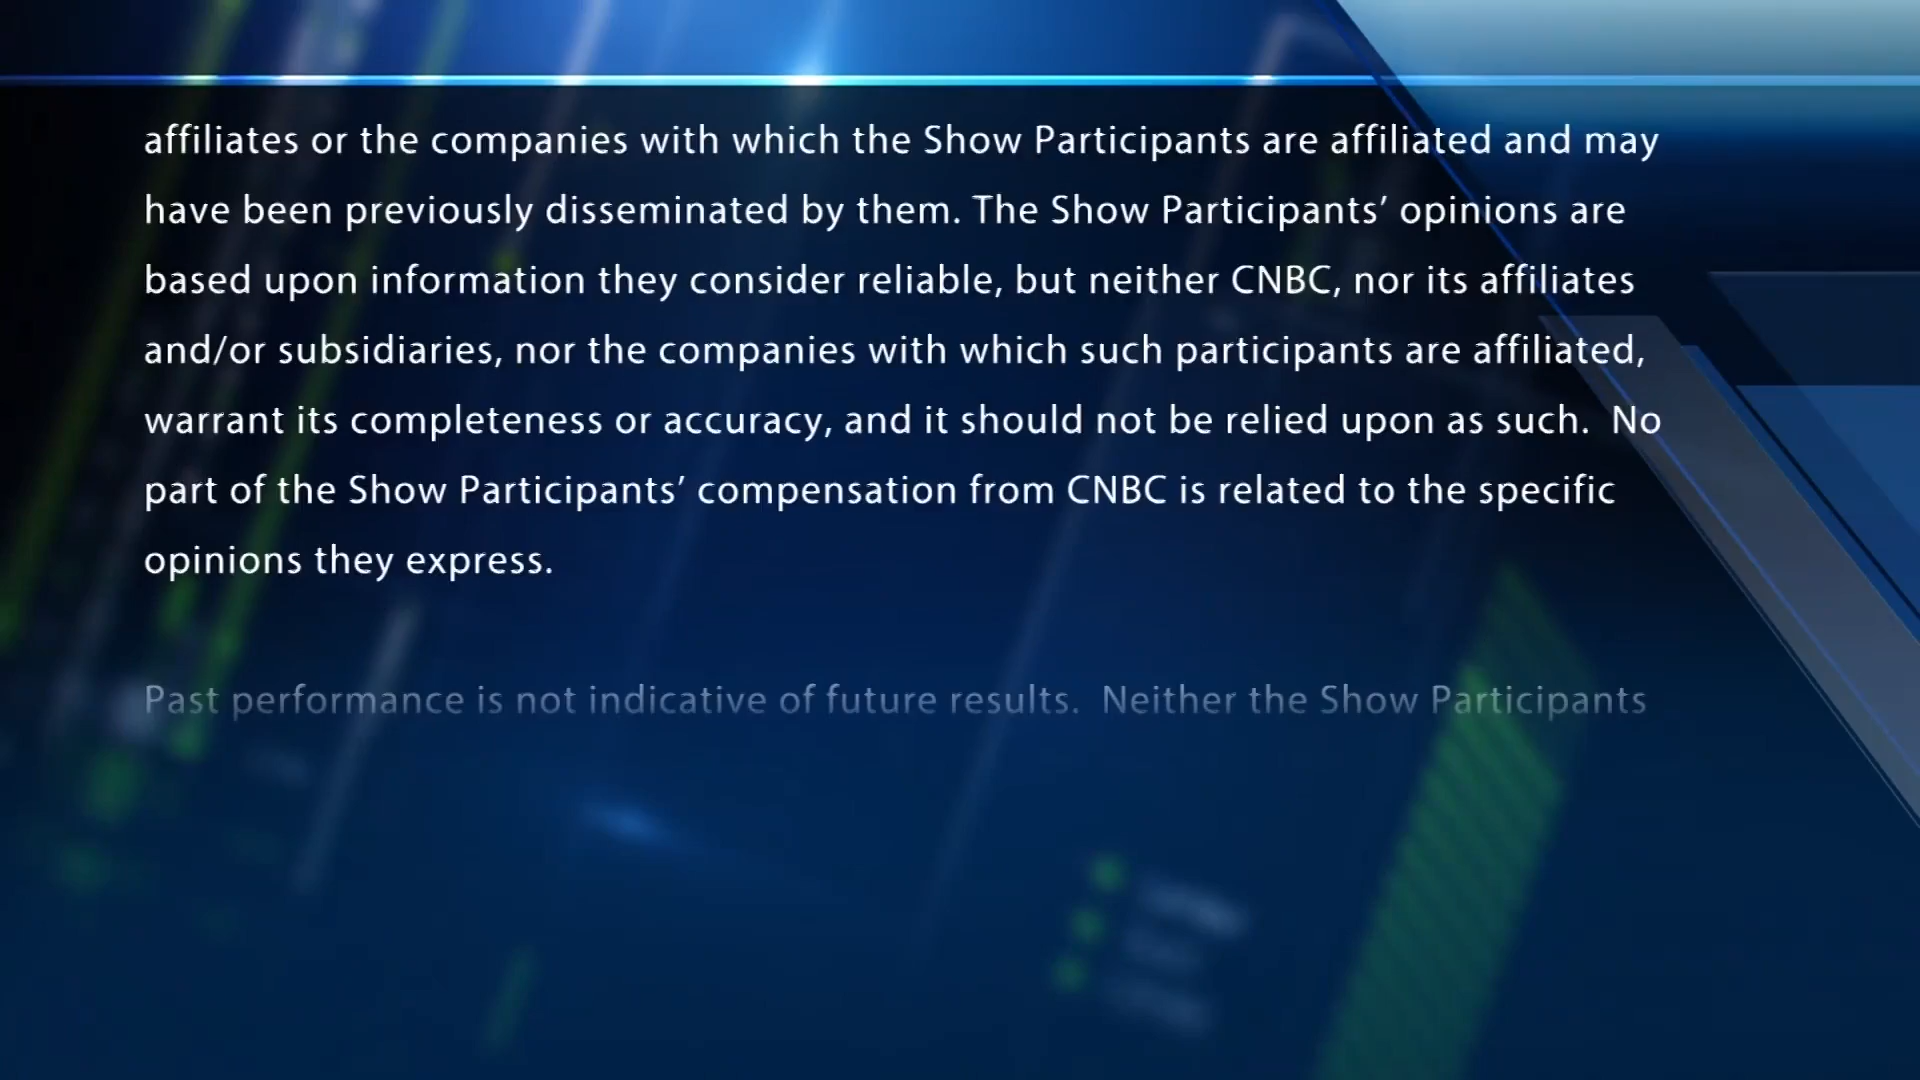 affiliates or the companies with which the Show Participants are affiliated and may
have been previously disseminated by them. The Show Participants’ opinions are
based upon information they consider reliable, but neither CNBC, nor its affiliates
and/or subsidiaries, nor the companies with which such participants are affiliated,
warrant its completeness or accuracy, and it should not be relied upon as such.  No
part of the Show Participants’ compensation from CNBC is related to the specific
opinions they express.
Past performance is not indicative of future results.  Neither the Show Participants